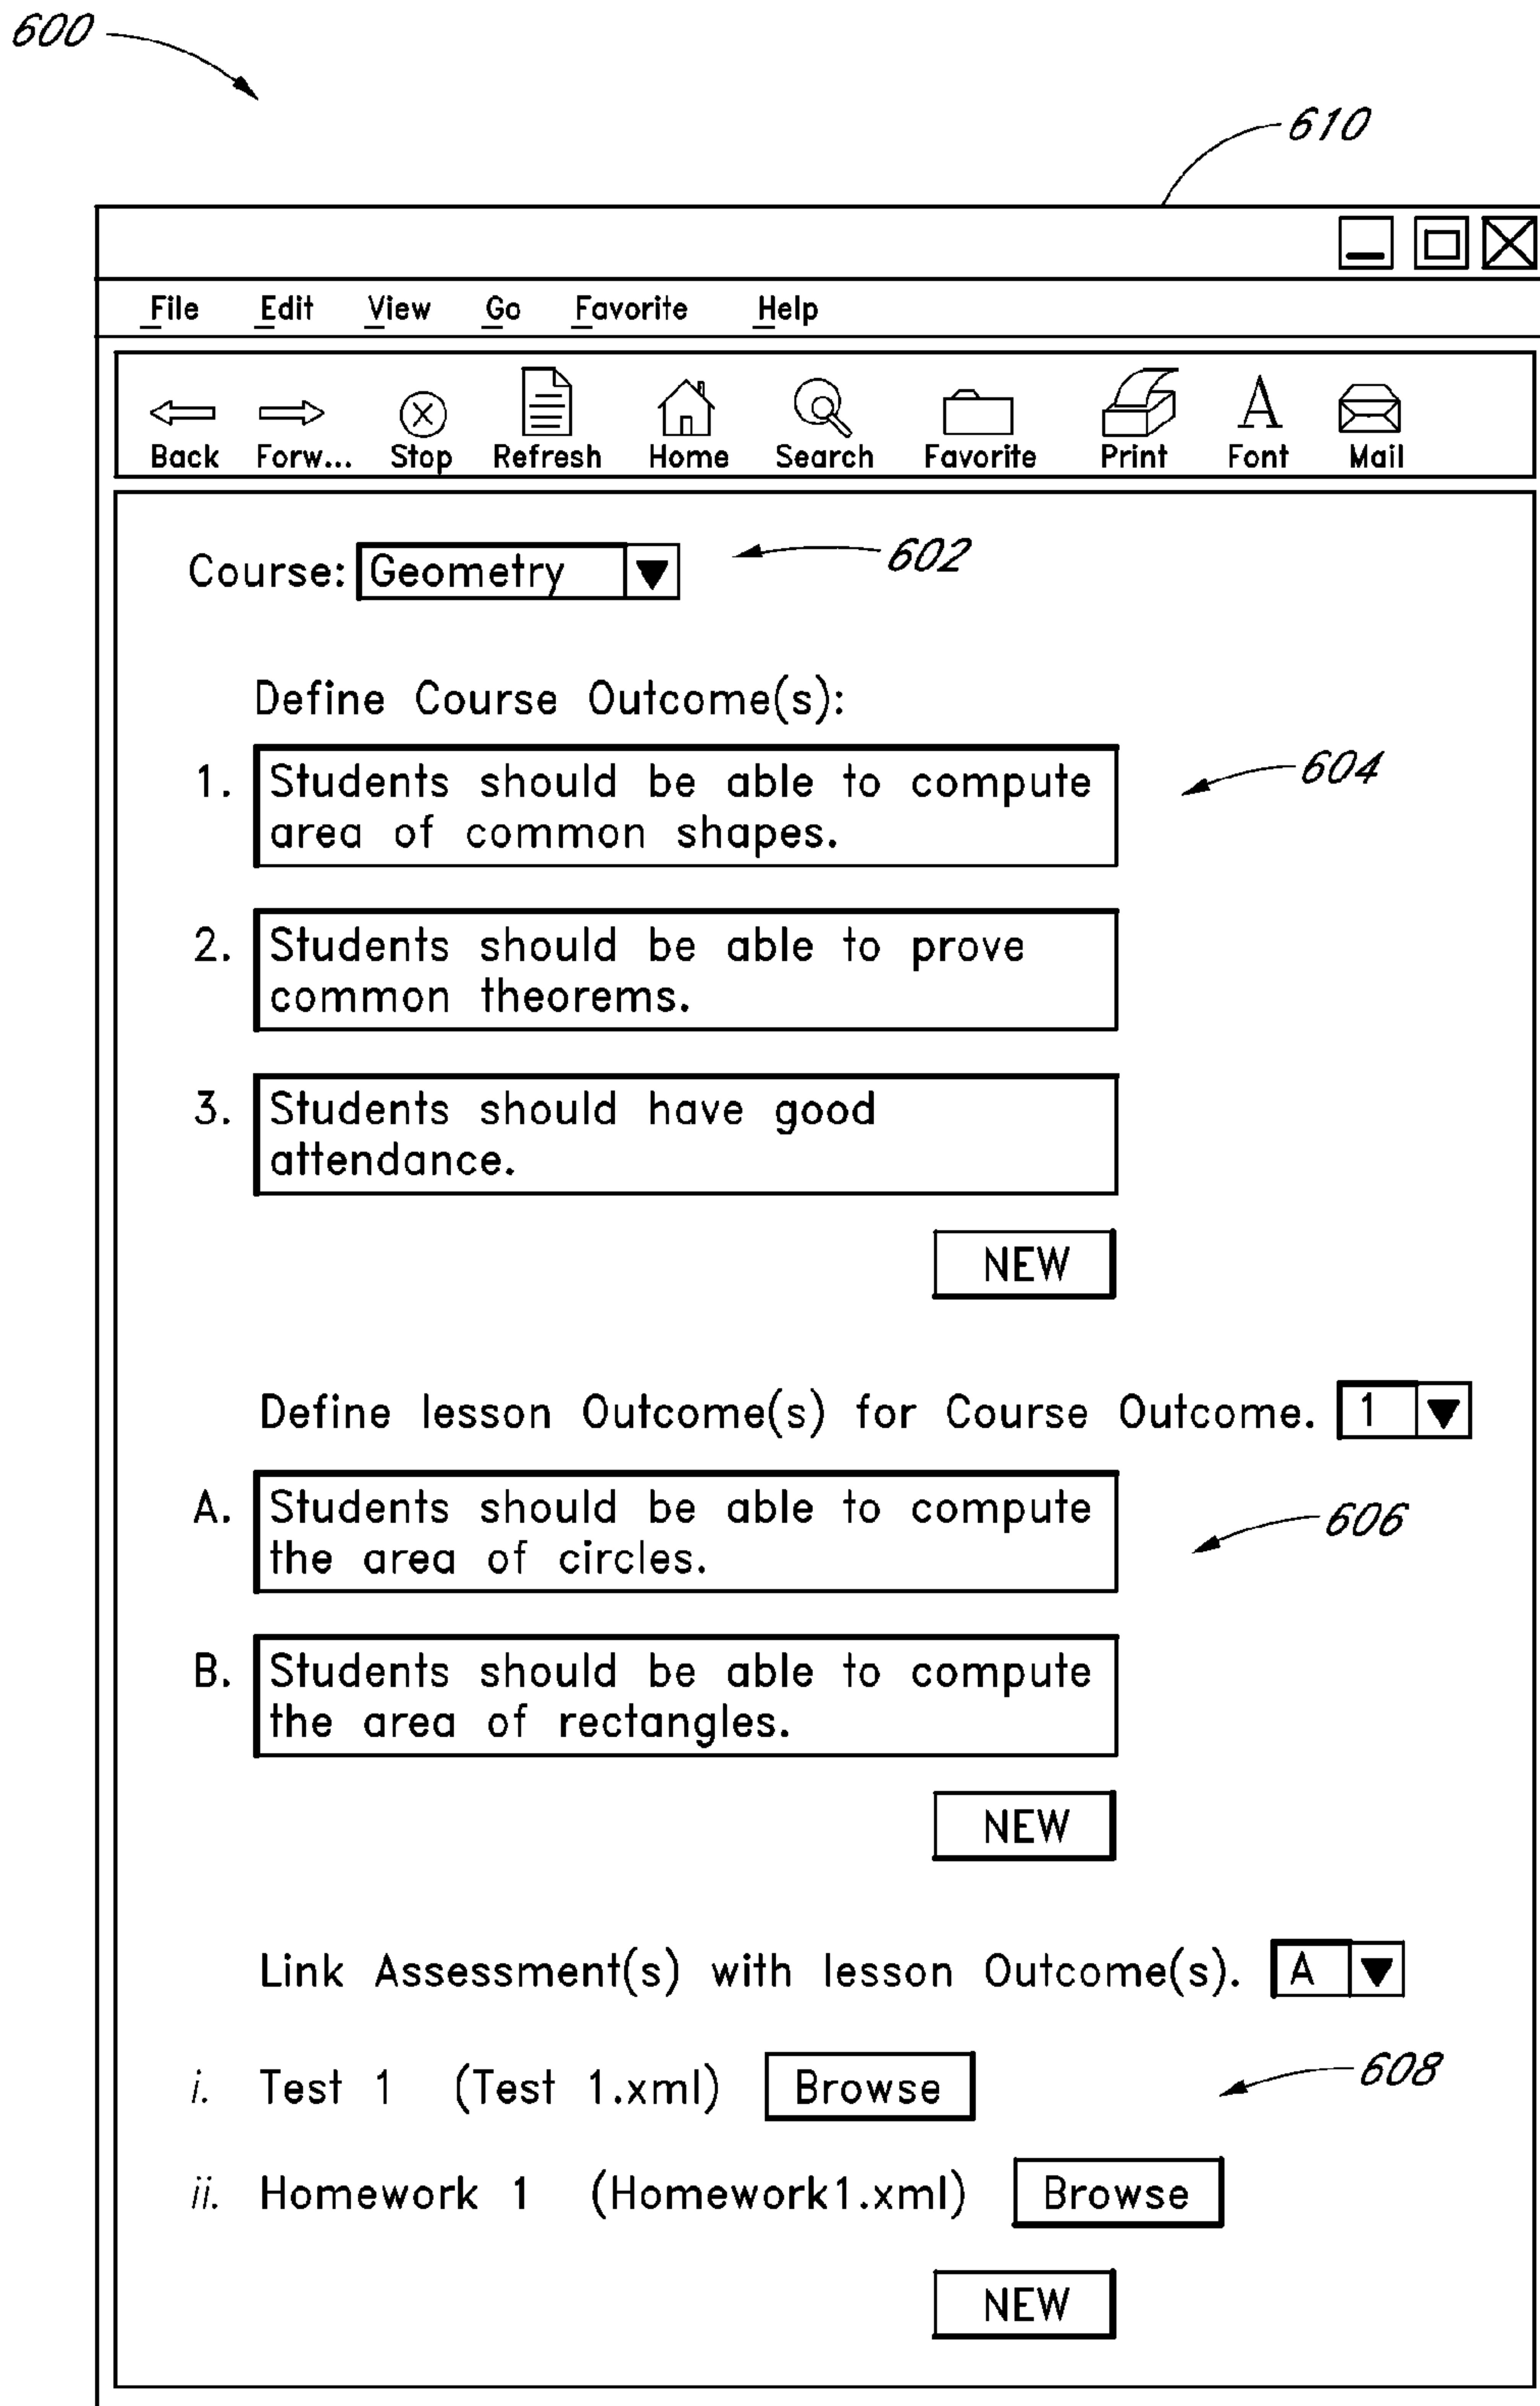 600
610
File Edit View Go Favorite Help
Back Forw... Stop Refresh Home Search Favorite Print Font Mail
Course: Geometry 602
Define Course Outcome(s):
1. Students should be able to compute 604
area of common shapes.
2. Students should be able to prove
common theorems.
3. Students should have good
attendance.
NEW
Define lesson Outcome(s) for Course Outcome. 1
A. Students should be able to compute 606
the area of circles.
B. Students should be able to compute
the area of rectangles.
NEW
Link Assessment(s) with lesson Outcome(s). A
i. Test 1 (Test 1.xml) Browse 608
ii. Homework 1 (Homework1.xml) Browse
NEW